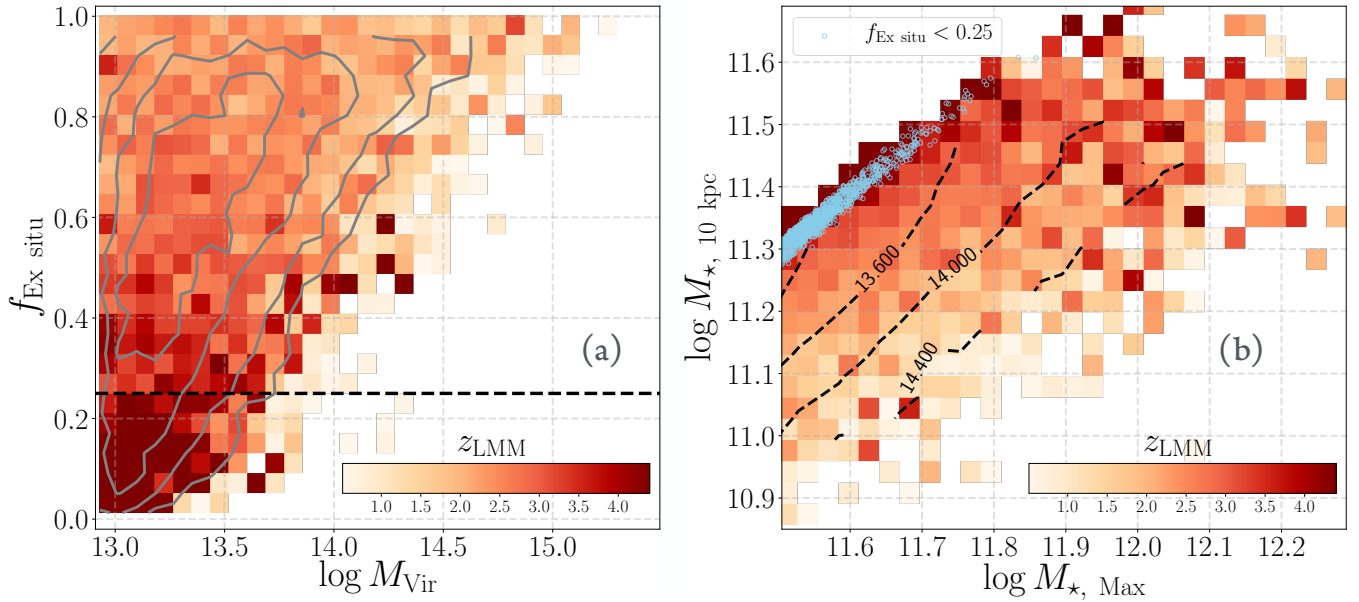 1.0
0.8
0.6
0.4
0.2
0.0
f_Ex situ
(a)
z_LMM
1.0 1.5 2.0 2.5 3.0 3.5 4.0
13.0 13.5 14.0 14.5 15.0
log M_Vir
f_Ex situ < 0.25
11.6
11.5
11.4
11.3
11.2
11.1
11.0
10.9
log M_⋆, 10 kpc
13.600
14.000
14.400
(b)
z_LMM
1.0 1.5 2.0 2.5 3.0 3.5 4.0
11.6 11.7 11.8 11.9 12.0 12.1 12.2
log M_⋆, Max